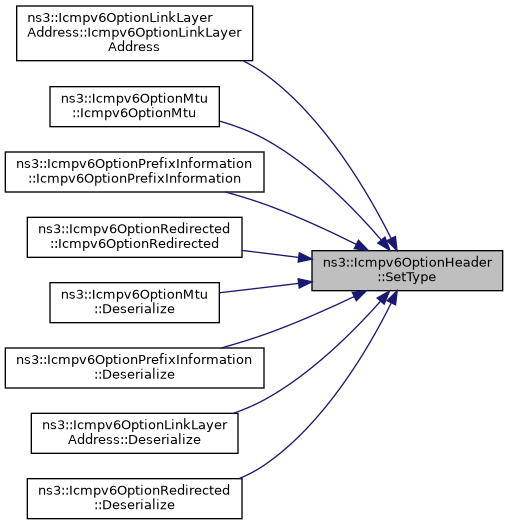 ns3::Icmpv6OptionLinkLayer
Address::Icmpv6OptionLinkLayer
Address
ns3::Icmpv6OptionMtu
::Icmpv6OptionMtu
ns3::Icmpv6OptionPrefixInformation
::Icmpv6OptionPrefixInformation
ns3::Icmpv6OptionRedirected
::Icmpv6OptionRedirected
ns3::Icmpv6OptionHeader
::SetType
ns3::Icmpv6OptionMtu
::Deserialize
ns3::Icmpv6OptionPrefixInformation
::Deserialize
ns3::Icmpv6OptionLinkLayer
Address::Deserialize
ns3::Icmpv6OptionRedirected
::Deserialize